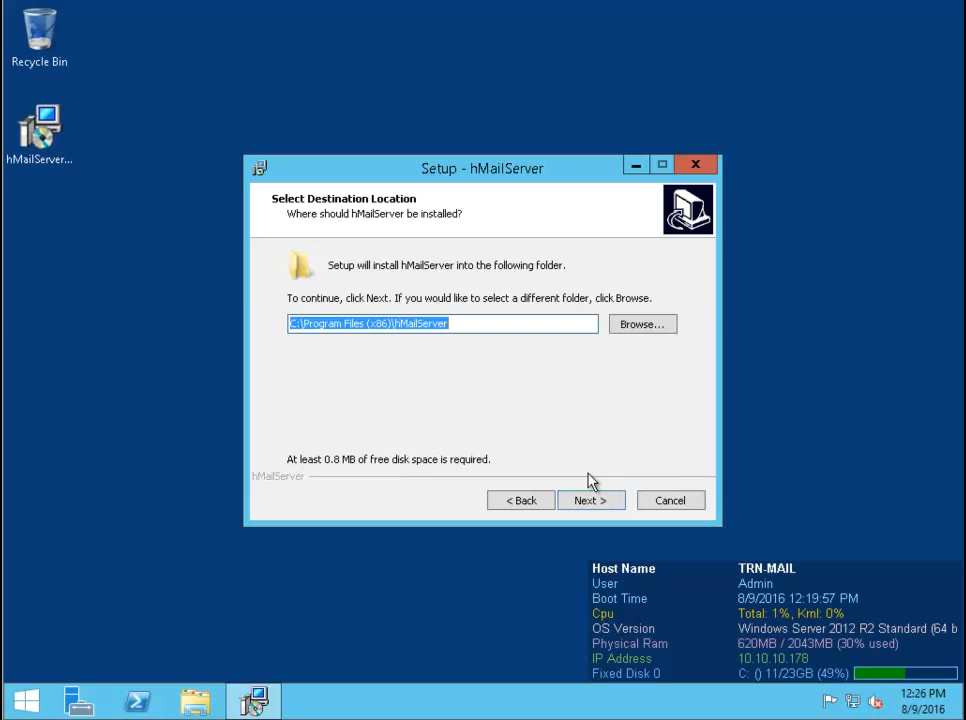 Recycle Bin
hMailServer...
Setup - hMailServer
Select Destination Location
Where should hMailServer be installed?
Setup will install hMailServer into the following folder.
To continue, click Next. If you would like to select a different folder, click Browse.
C:\Program Files (x86)\hMailServer
Browse...
At least 0.8 MB of free disk space is required.
hMailServer
< Back
Next >
Cancel
Host Name TRN-MAIL
User Admin
Boot Time 8/9/2016 12:19:57 PM
Cpu Total: 1%, Krnl: 0%
OS Version Windows Server 2012 R2 Standard (64 b
Physical Ram 620MB / 2043MB (30% used)
IP Address 10.10.10.178
Fixed Disk 0 C: () 11/23GB (49%)
12:26 PM
8/9/2016